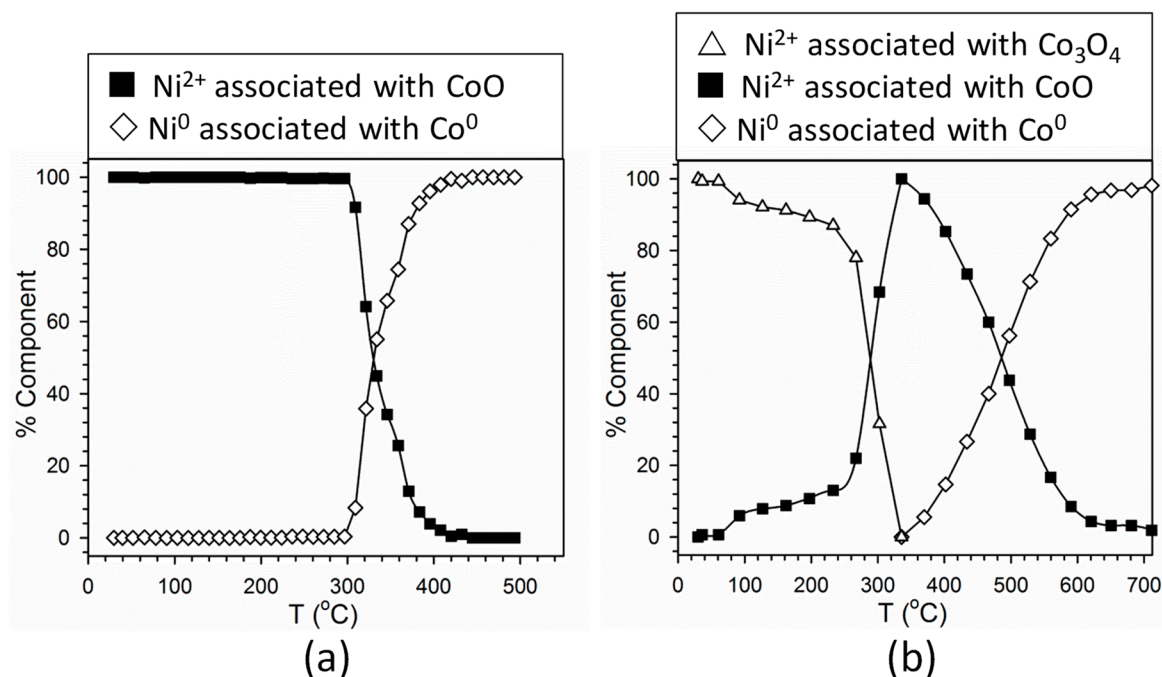 Ni²⁺ associated with CoO
Ni⁰ associated with Co⁰
100
80
60
40
20
0
% Component
0
100
200
300
400
500
T (°C)
(a)
Ni²⁺ associated with Co₃O₄
Ni²⁺ associated with CoO
Ni⁰ associated with Co⁰
100
80
60
40
20
0
% Component
0
100
200
300
400
500
600
700
T (°C)
(b)